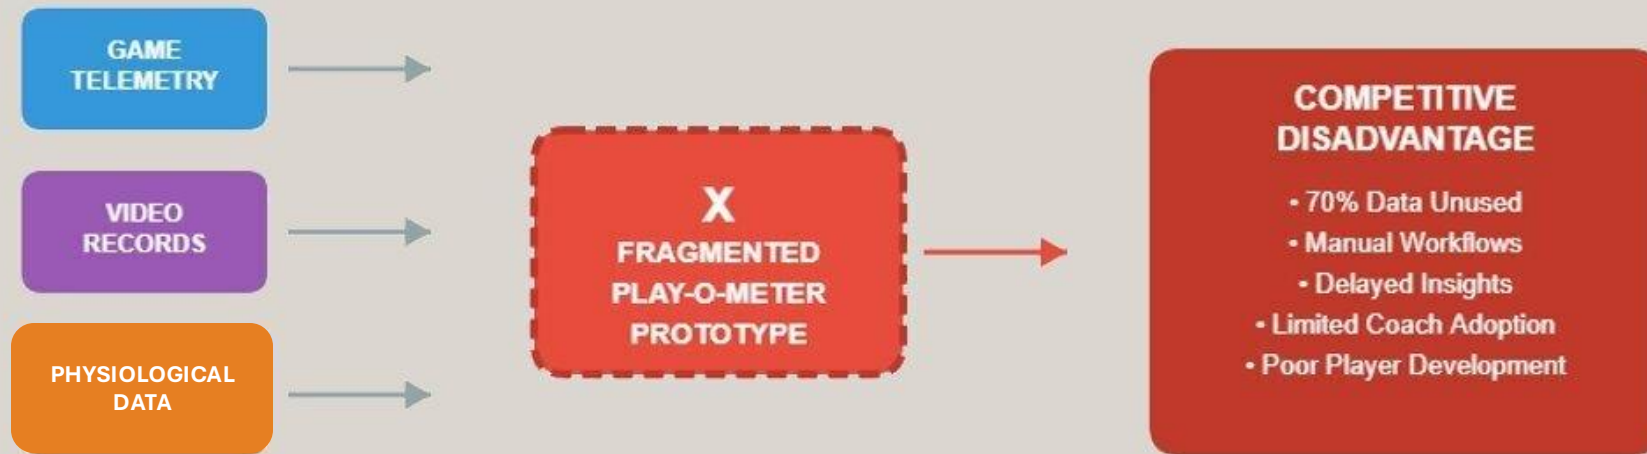 GAME
TELEMETRY
VIDEO
RECORDS
PHYSIOLOGICAL
DATA
X
FRAGMENTED
PLAY-O-METER
PROTOTYPE
COMPETITIVE
DISADVANTAGE
• 70% Data Unused
• Manual Workflows
• Delayed Insights
• Limited Coach Adoption
• Poor Player Development